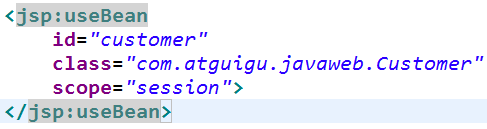 <jsp:useBean
id="customer"
class="com.atguigu.javaweb.Customer"
scope="session">
</jsp:useBean>